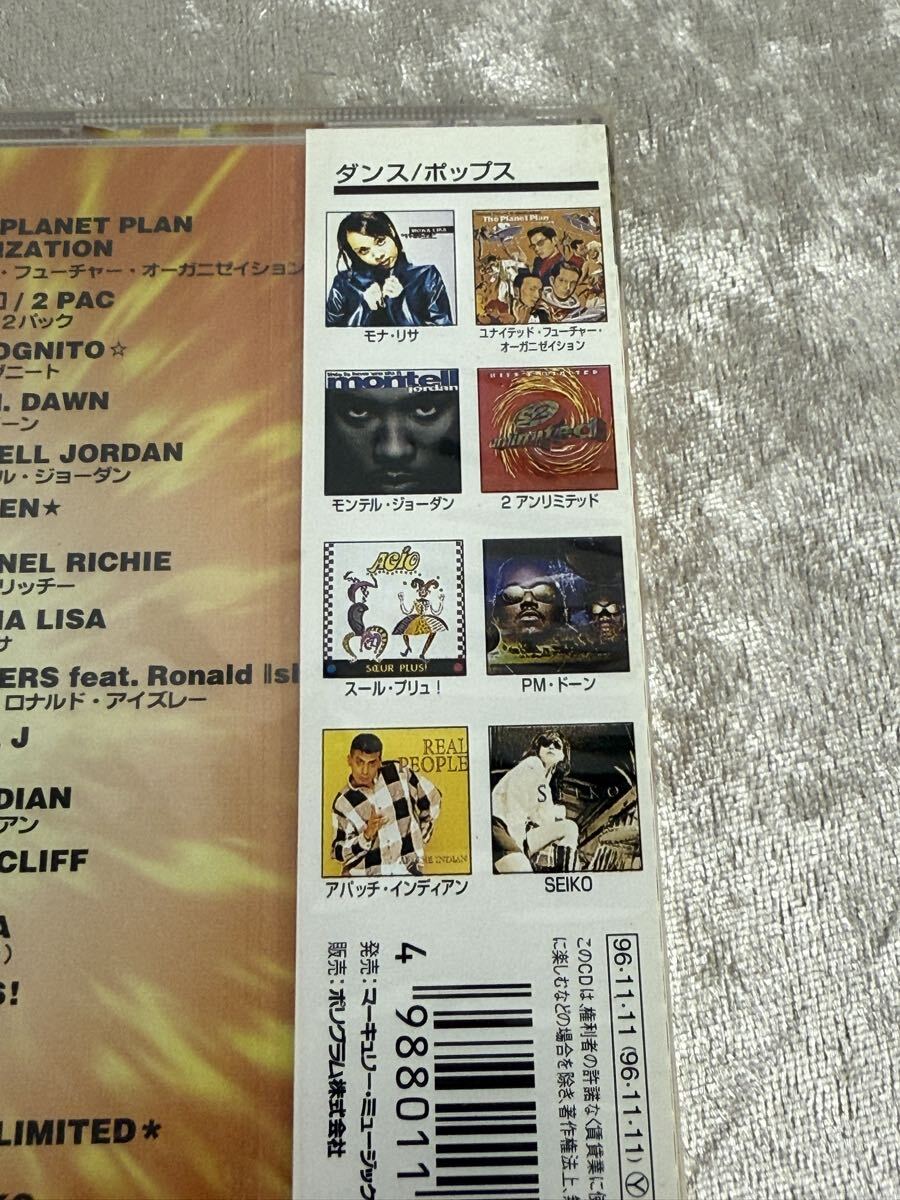 PLANET PLAN
IZATION
・フューチャー・オーガニゼイション
/ 2 PAC
2パック
OGNITO☆
グニート
. DAWN
ーン
ELL JORDAN
ル・ジョーダン
EN★
NEL RICHIE
リッチー
A LISA
サ
ERS feat. Ronald Isl
ロナルド・アイズレー
J
DIAN
アン
CLIFF
A
)
S!
LIMITED＊
ダンス/ポップス
モナ・リサ
The Planet Plan
ユナイテッド・フューチャー・
オーガニゼイション
montell
jordan
モンテル・ジョーダン
HITS UNLIMITED
2 アンリミテッド
ACIO
SŒUR PLUS!
スール・プリュ！
PM・ドーン
REAL
PEOPLE
APACHE INDIAN
アパッチ・インディアン
SEIKO
SEIKO
96・11・11 (96・11・11) Ⓨ
このCDは、権利者の許諾なく賃貸業に使
に楽しむなどの場合を除き、著作権法上、
4 988011
発売：マーキュリー・ミュージック
販売：ポリグラム株式会社